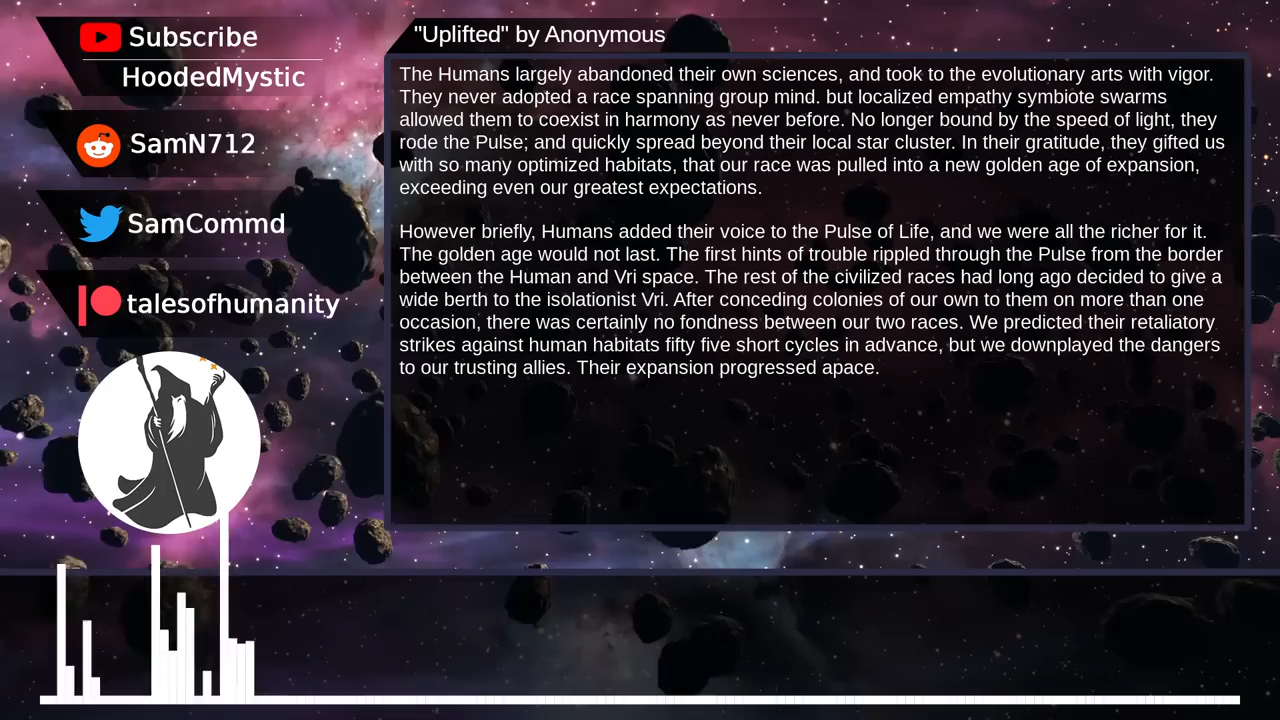 Subscribe
HoodedMystic
SamN712
SamCommd
talesofhumanity
"Uplifted" by Anonymous
The Humans largely abandoned their own sciences, and took to the evolutionary arts with vigor.
They never adopted a race spanning group mind. but localized empathy symbiote swarms
allowed them to coexist in harmony as never before. No longer bound by the speed of light, they
rode the Pulse; and quickly spread beyond their local star cluster. In their gratitude, they gifted us
with so many optimized habitats, that our race was pulled into a new golden age of expansion,
exceeding even our greatest expectations.
However briefly, Humans added their voice to the Pulse of Life, and we were all the richer for it.
The golden age would not last. The first hints of trouble rippled through the Pulse from the border
between the Human and Vri space. The rest of the civilized races had long ago decided to give a
wide berth to the isolationist Vri. After conceding colonies of our own to them on more than one
occasion, there was certainly no fondness between our two races. We predicted their retaliatory
strikes against human habitats fifty five short cycles in advance, but we downplayed the dangers
to our trusting allies. Their expansion progressed apace.